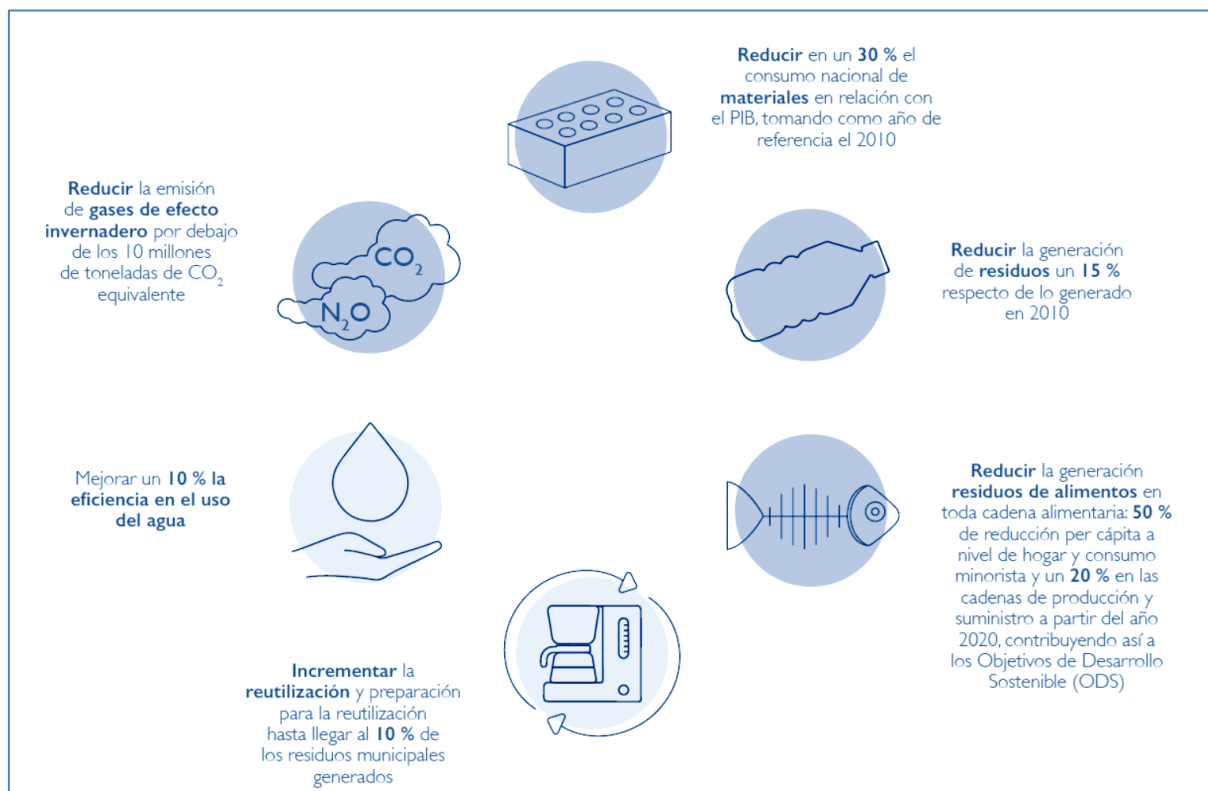 Reducir en un 30 % el
consumo nacional de
materiales en relación con
el PIB, tomando como año de
referencia el 2010
Reducir la emisión
de gases de efecto
invernadero por debajo
de los 10 millones
de toneladas de CO₂
equivalente
CO₂
N₂O
Reducir la generación
de residuos un 15 %
respecto de lo generado
en 2010
Mejorar un 10 % la
eficiencia en el uso
del agua
Reducir la generación
residuos de alimentos en
toda cadena alimentaria: 50 %
de reducción per cápita a
nivel de hogar y consumo
minorista y un 20 % en las
cadenas de producción y
suministro a partir del año
2020, contribuyendo así a
los Objetivos de Desarrollo
Sostenible (ODS)
Incrementar la
reutilización y preparación
para la reutilización
hasta llegar al 10 % de
los residuos municipales
generados